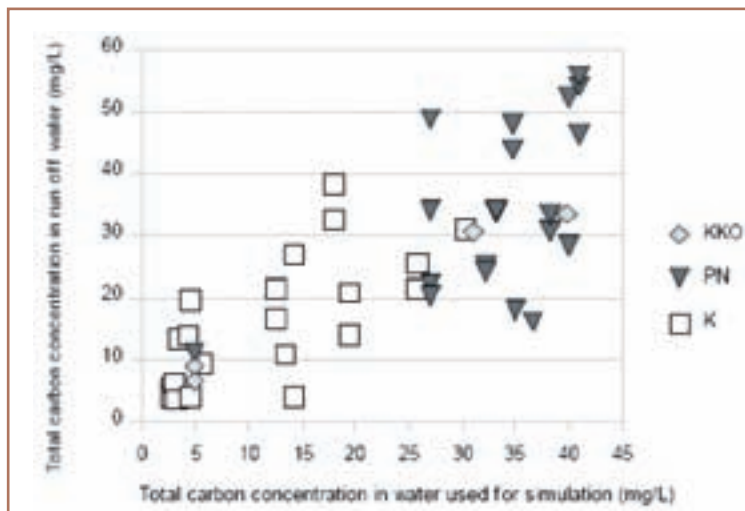 Total carbon concentration in run off water (mg/L)
60
50
40
30
20
10
0
0 5 10 15 20 25 30 35 40 45
Total carbon concentration in water used for simulation (mg/L)
KKO
PN
K